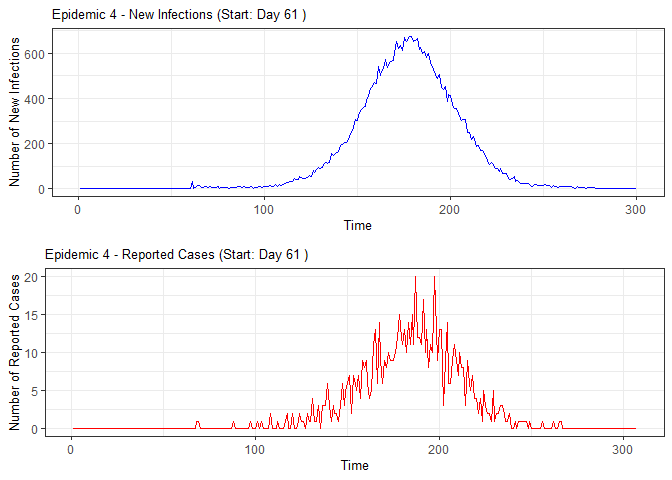 Epidemic 4 - New Infections (Start: Day 61 )
Number of New Infections
600
400
200
0
0 100 200 300
Time
Epidemic 4 - Reported Cases (Start: Day 61 )
Number of Reported Cases
20
15
10
5
0
0 100 200 300
Time